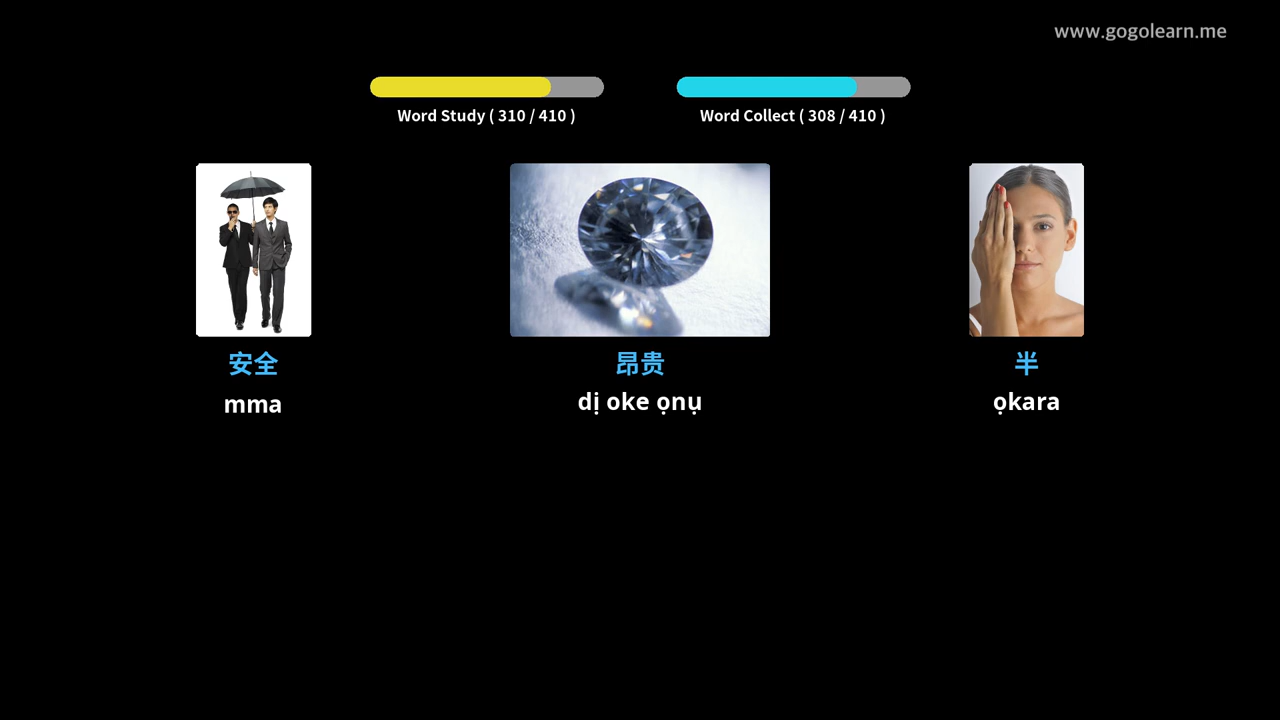 www.gogolearn.me
Word Study ( 310 / 410 )
Word Collect ( 308 / 410 )
安全
昂贵
半
mma
dị oke ọnụ
ọkara